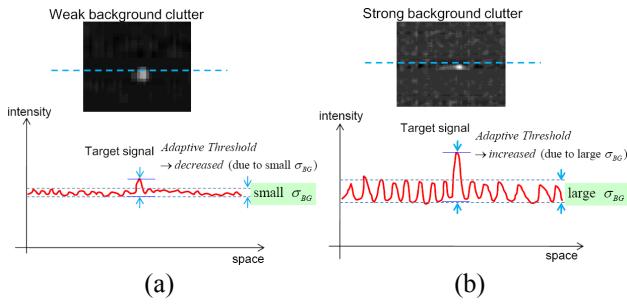 Weak background clutter
intensity
Target signal
Adaptive Threshold
→ decreased (due to small σBG)
small σBG
space
(a)
Strong background clutter
intensity
Target signal
Adaptive Threshold
→ increased (due to large σBG)
large σBG
space
(b)